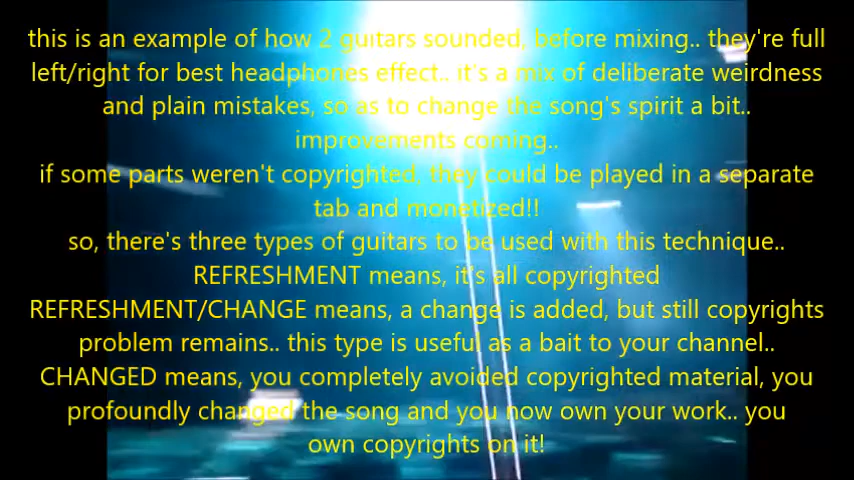 this is an example of how 2 guitars sounded, before mixing.. they're full
left/right for best headphones effect.. it's a mix of deliberate weirdness
and plain mistakes, so as to change the song's spirit a bit..
improvements coming..
if some parts weren't copyrighted, they could be played in a separate
tab and monetized!!
so, there's three types of guitars to be used with this technique..
REFRESHMENT means, it's all copyrighted
REFRESHMENT/CHANGE means, a change is added, but still copyrights
problem remains.. this type is useful as a bait to your channel..
CHANGED means, you completely avoided copyrighted material, you
profoundly changed the song and you now own your work.. you
own copyrights on it!